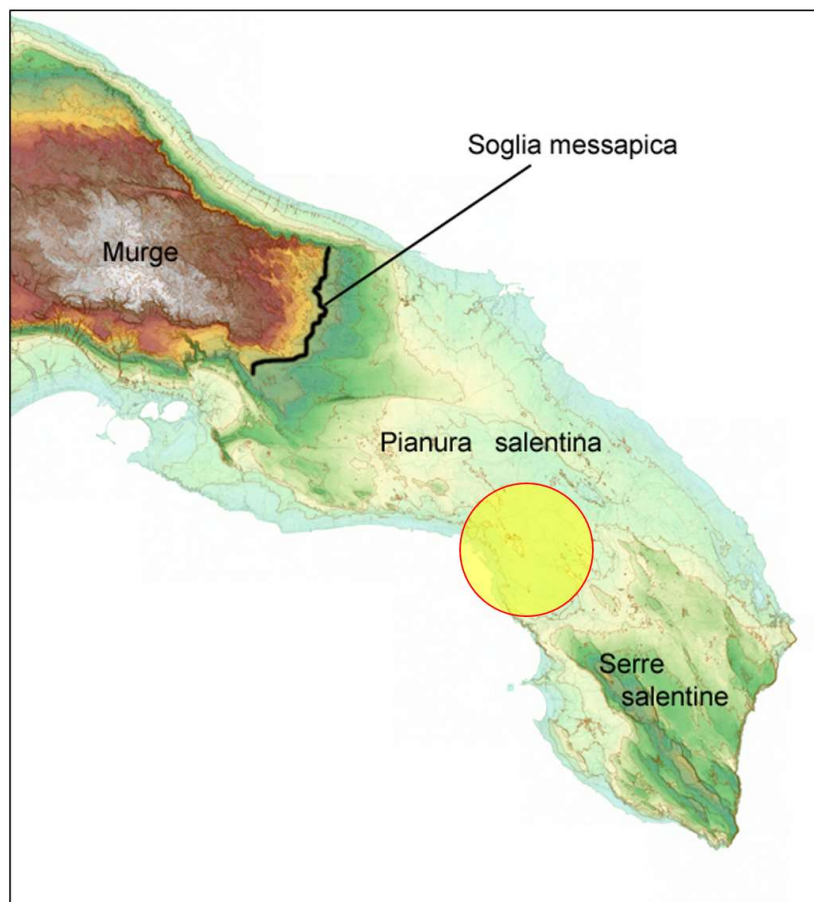 Soglia messapica
Murge
Pianura salentina
Serre
salentine